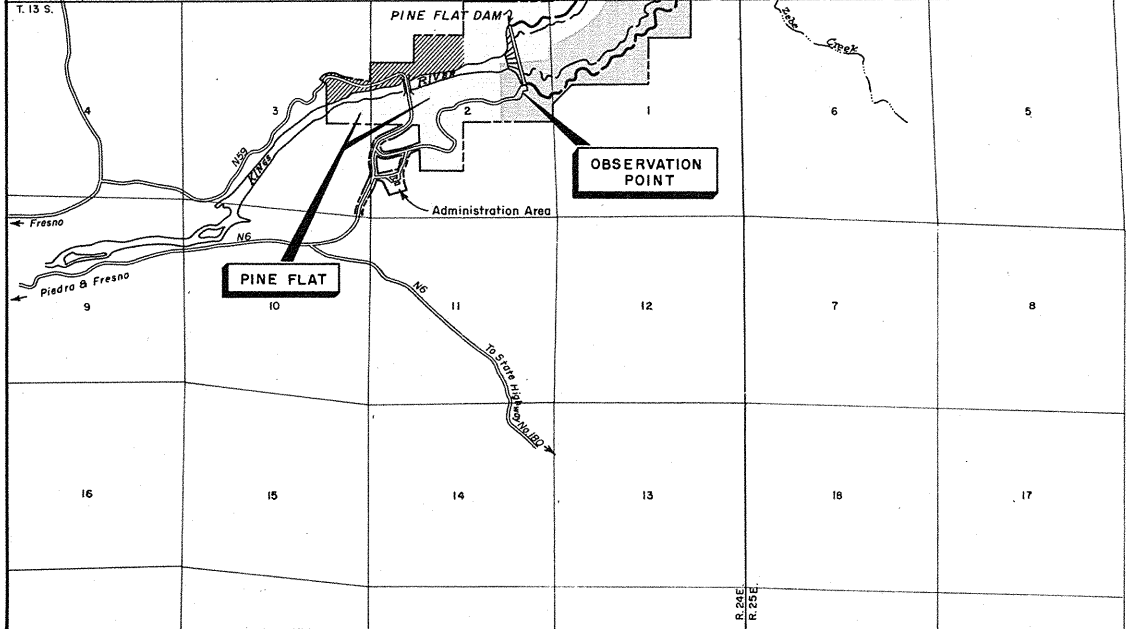 T. 13 S.
PINE FLAT DAM
Zebe Creek
RIVER
4
3
2
1
6
5
N59
KINGS
OBSERVATION
POINT
Administration Area
Fresno
N6
PINE FLAT
Piedra & Fresno
9
10
N6
11
12
7
8
To State Highway No. 180
16
15
14
13
18
17
R. 24 E.
R. 25 E.